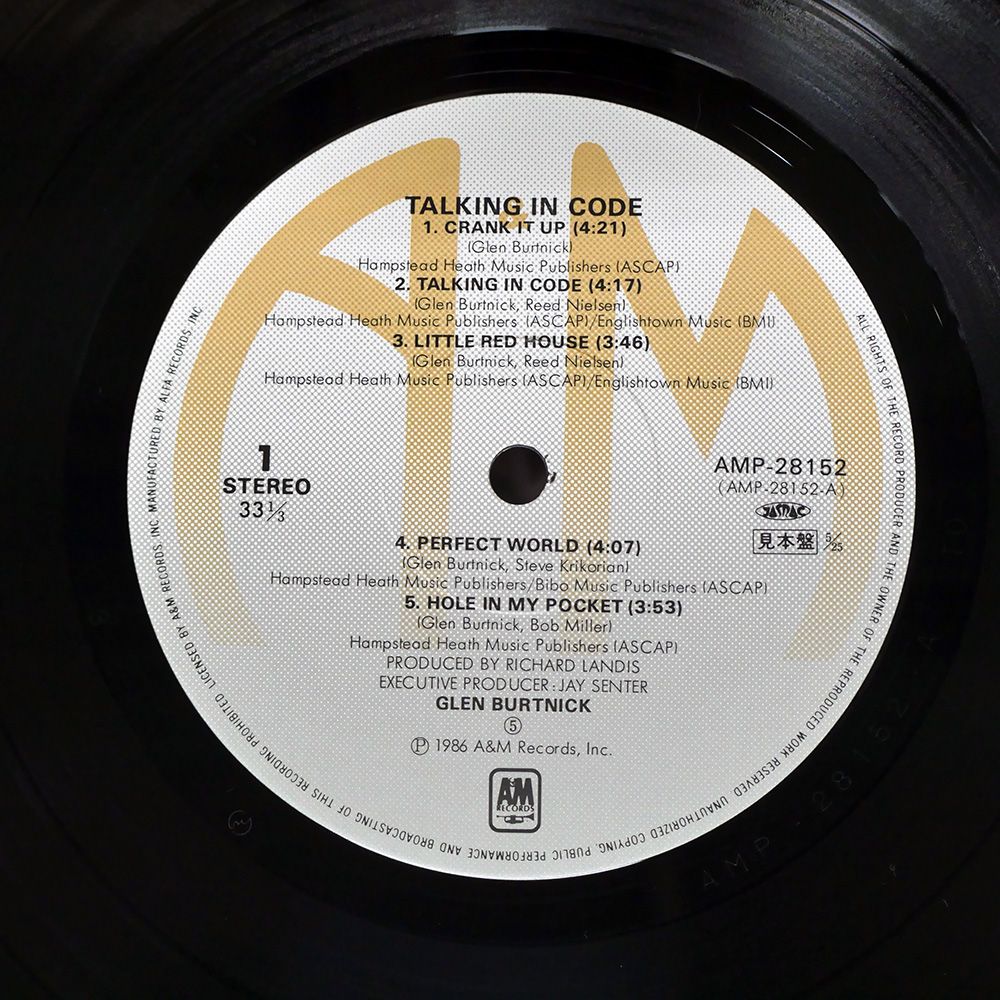 TALKING IN CODE
1. CRANK IT UP (4:21)
(Glen Burtnick)
Hampstead Heath Music Publishers (ASCAP)
2. TALKING IN CODE (4:17)
(Glen Burtnick, Reed Nielsen)
Hampstead Heath Music Publishers (ASCAP)/Englishtown Music (BMI)
3. LITTLE RED HOUSE (3:46)
(Glen Burtnick, Reed Nielsen)
Hampstead Heath Music Publishers (ASCAP)/Englishtown Music (BMI)
1
STEREO
33 1/3
AMP-28152
(AMP-28152-A)
JASRAC
見本盤 5/25
4. PERFECT WORLD (4:07)
(Glen Burtnick, Steve Krikorian)
Hampstead Heath Music Publishers/Bibo Music Publishers (ASCAP)
5. HOLE IN MY POCKET (3:53)
(Glen Burtnick, Bob Miller)
Hampstead Heath Music Publishers (ASCAP)
PRODUCED BY RICHARD LANDIS
EXECUTIVE PRODUCER: JAY SENTER
GLEN BURTNICK
⑤
Ⓟ 1986 A&M Records, Inc.
A&M
RECORDS
ALL RIGHTS OF THE RECORD PRODUCER AND THE OWNER OF THE REPRODUCED WORK RESERVED UNAUTHORIZED COPYING, PUBLIC PERFORMANCE AND BROADCASTING OF THIS RECORDING PROHIBITED LICENSED BY A&M RECORDS INC. MANUFACTURED BY ALFA RECORDS, INC.
AMP-28152